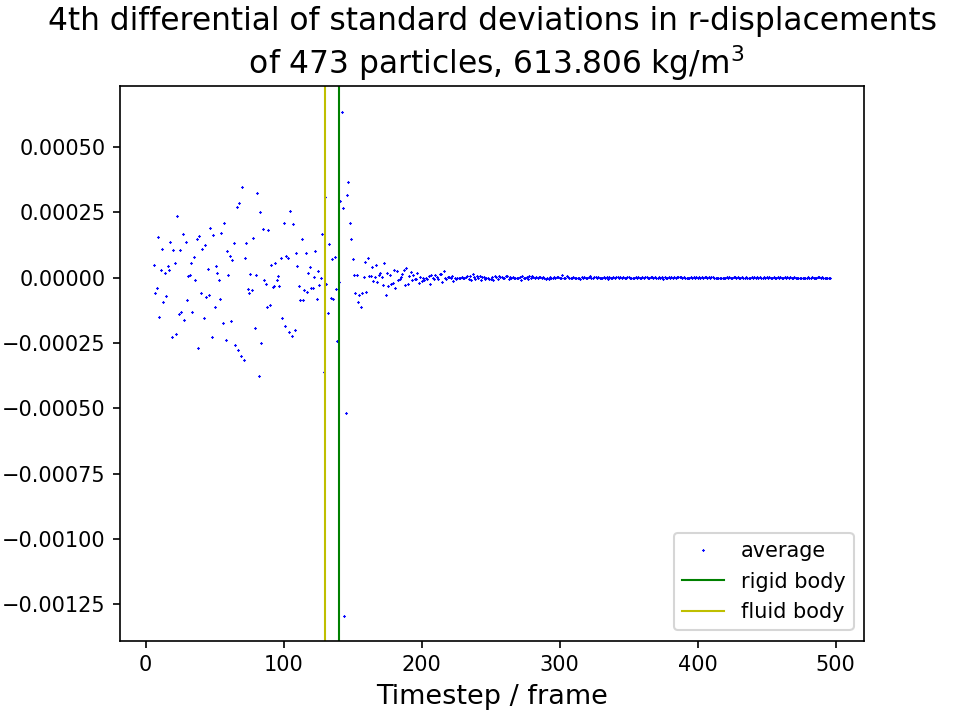 4th differential of standard deviations in r-displacements
of 473 particles, 613.806 kg/m³
0.00050
0.00025
0.00000
−0.00025
−0.00050
−0.00075
−0.00100
−0.00125
average
rigid body
fluid body
0 100 200 300 400 500
Timestep / frame